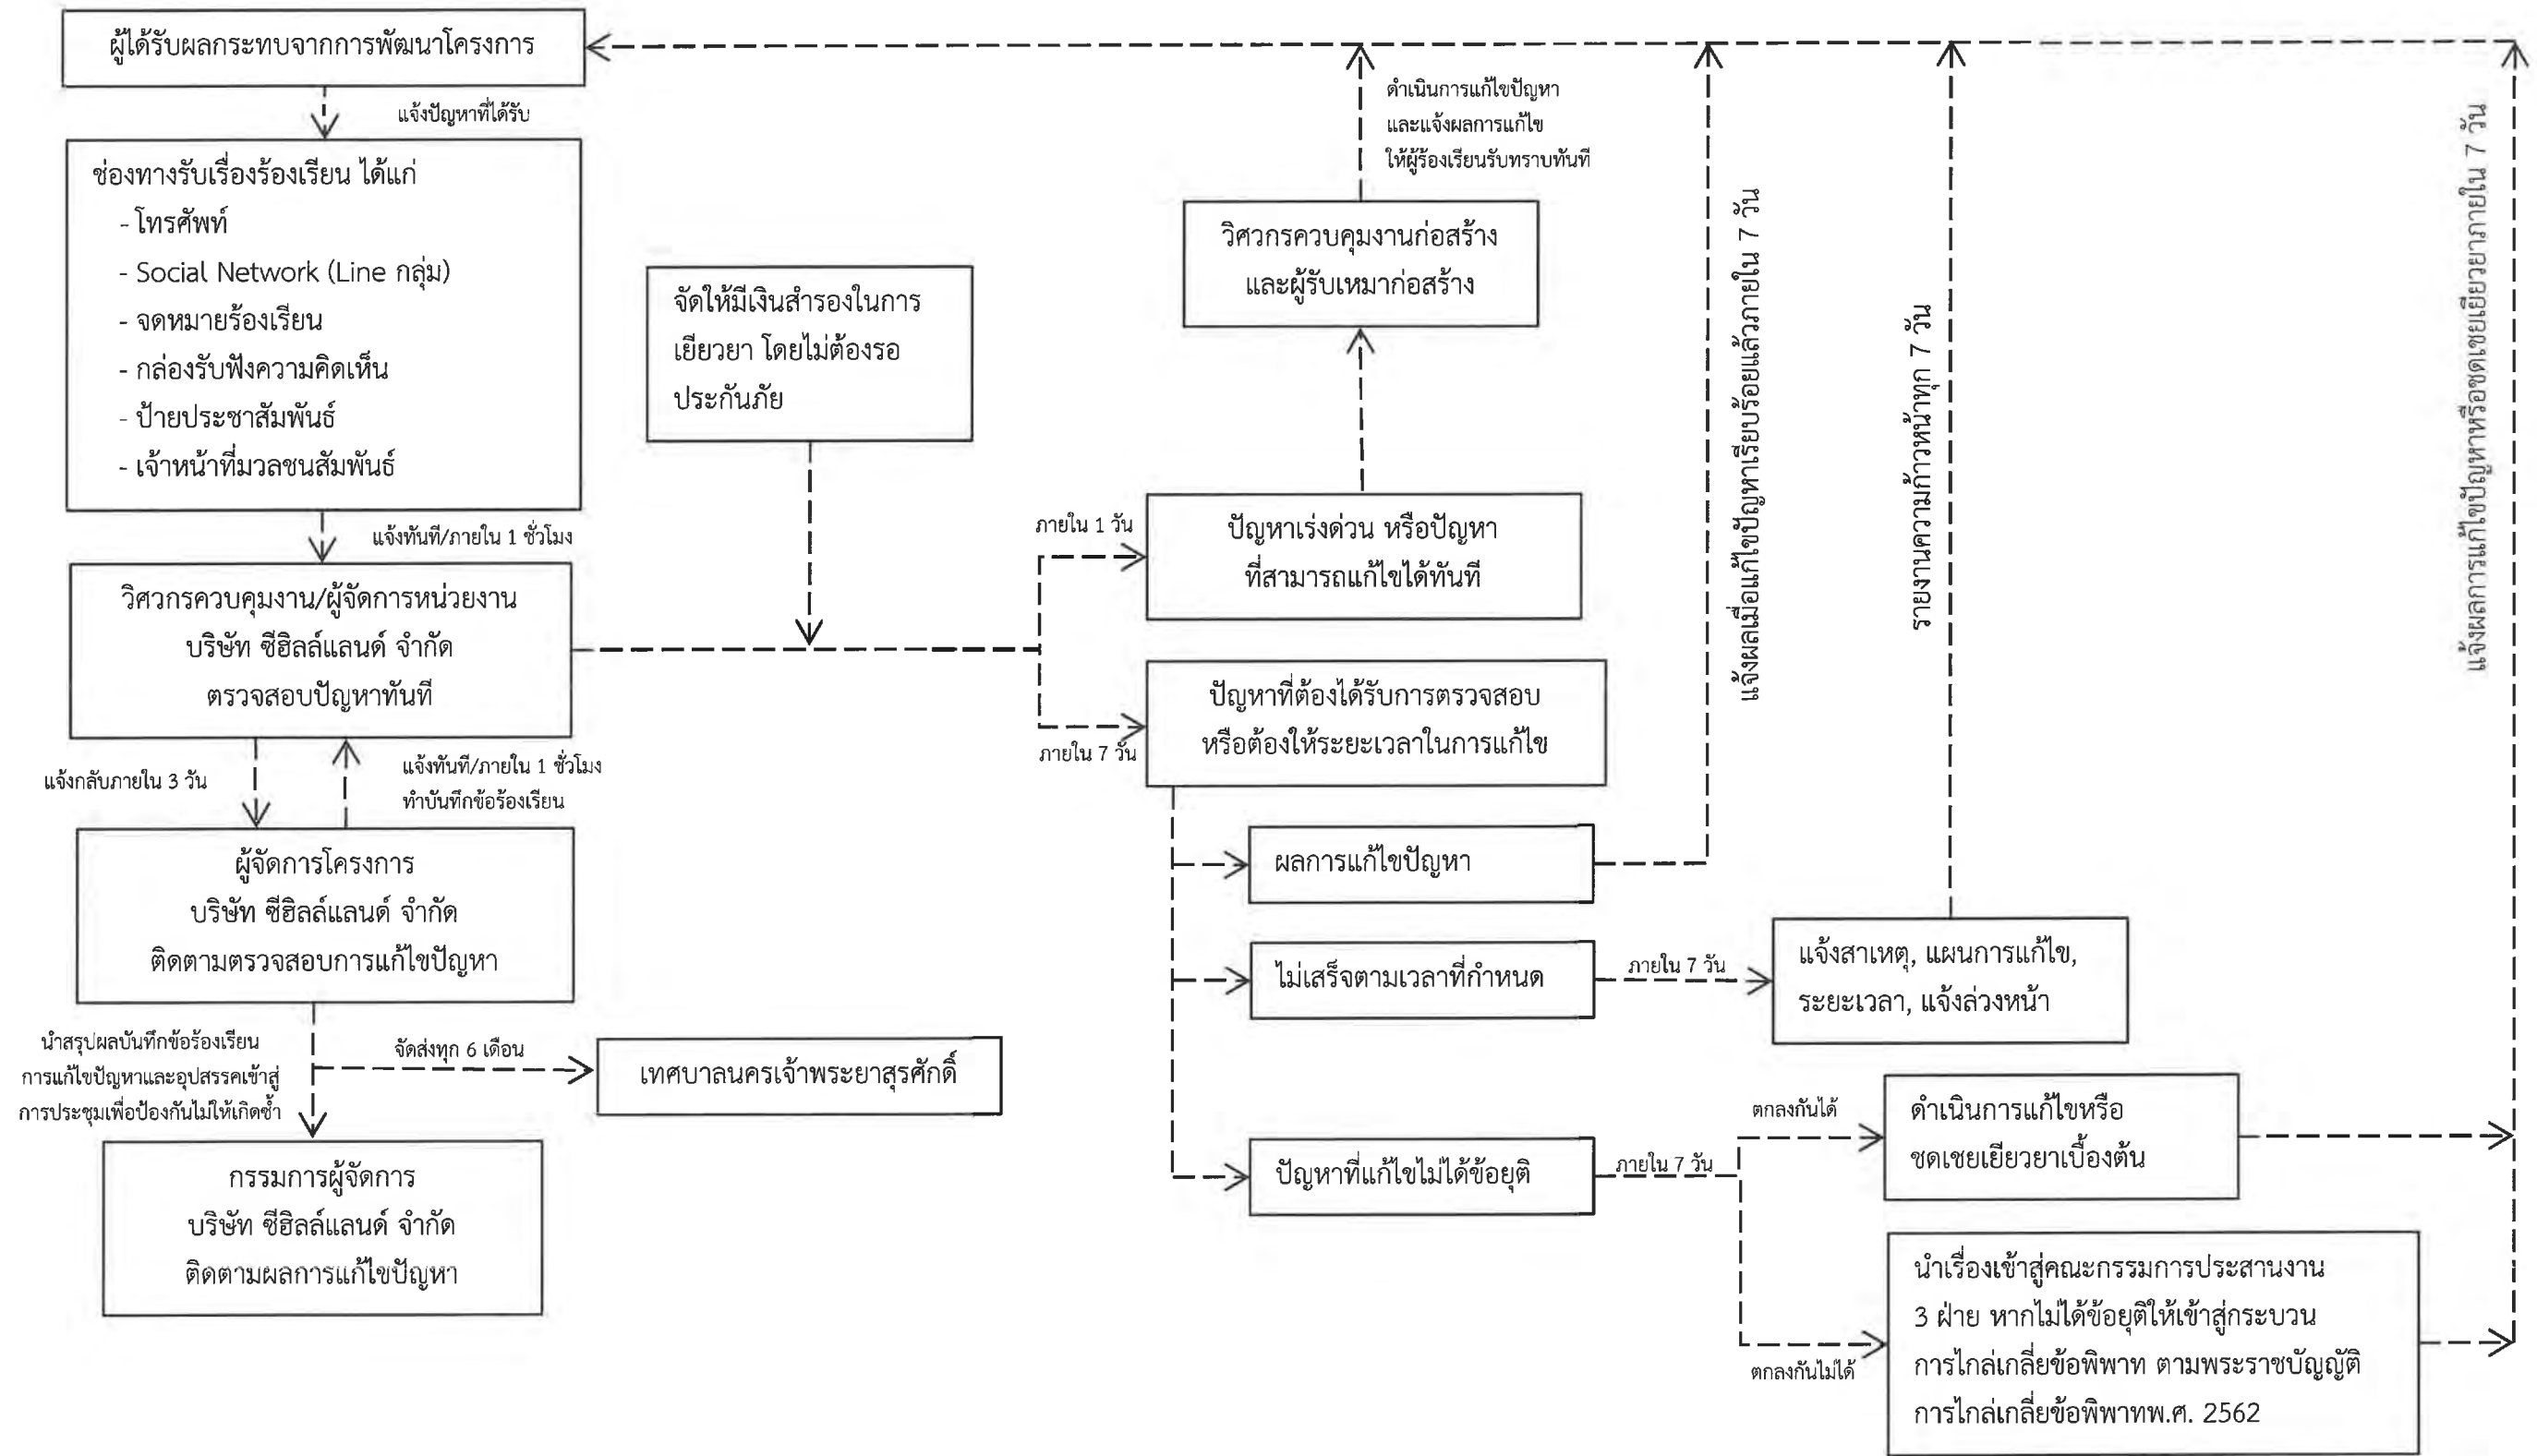 ผู้ได้รับผลกระทบจากการพัฒนาโครงการ
แจ้งปัญหาที่ได้รับ
ช่องทางรับเรื่องร้องเรียน ได้แก่
- โทรศัพท์
- Social Network (Line กลุ่ม)
- จดหมายร้องเรียน
- กล่องรับฟังความคิดเห็น
- ป้ายประชาสัมพันธ์
- เจ้าหน้าที่มวลชนสัมพันธ์
แจ้งทันที/ภายใน 1 ชั่วโมง
วิศวกรควบคุมงาน/ผู้จัดการหน่วยงาน
บริษัท ซีฮิลล์แลนด์ จำกัด
ตรวจสอบปัญหาทันที
แจ้งกลับภายใน 3 วัน
แจ้งทันที/ภายใน 1 ชั่วโมง
ทำบันทึกข้อร้องเรียน
ผู้จัดการโครงการ
บริษัท ซีฮิลล์แลนด์ จำกัด
ติดตามตรวจสอบการแก้ไขปัญหา
นำสรุปผลบันทึกข้อร้องเรียน
การแก้ไขปัญหาและอุปสรรคเข้าสู่
การประชุมเพื่อป้องกันไม่ให้เกิดซ้ำ
จัดส่งทุก 6 เดือน
เทศบาลนครเจ้าพระยาสุรศักดิ์
กรรมการผู้จัดการ
บริษัท ซีฮิลล์แลนด์ จำกัด
ติดตามผลการแก้ไขปัญหา
จัดให้มีเงินสำรองในการ
เยียวยา โดยไม่ต้องรอ
ประกันภัย
ดำเนินการแก้ไขปัญหา
และแจ้งผลการแก้ไข
ให้ผู้ร้องเรียนรับทราบทันที
วิศวกรควบคุมงานก่อสร้าง
และผู้รับเหมาก่อสร้าง
ภายใน 1 วัน
ปัญหาเร่งด่วน หรือปัญหา
ที่สามารถแก้ไขได้ทันที
ภายใน 7 วัน
ปัญหาที่ต้องได้รับการตรวจสอบ
หรือต้องให้ระยะเวลาในการแก้ไข
ผลการแก้ไขปัญหา
แจ้งผลเมื่อแก้ไขปัญหาเรียบร้อยแล้วภายใน 7 วัน
ไม่เสร็จตามเวลาที่กำหนด
ภายใน 7 วัน
แจ้งสาเหตุ, แผนการแก้ไข,
ระยะเวลา, แจ้งล่วงหน้า
รายงานความก้าวหน้าทุก 7 วัน
ปัญหาที่แก้ไขไม่ได้ข้อยุติ
ภายใน 7 วัน
ตกลงกันได้
ดำเนินการแก้ไขหรือ
ชดเชยเยียวยาเบื้องต้น
ตกลงกันไม่ได้
นำเรื่องเข้าสู่คณะกรรมการประสานงาน
3 ฝ่าย หากไม่ได้ข้อยุติให้เข้าสู่กระบวน
การไกล่เกลี่ยข้อพิพาท ตามพระราชบัญญัติ
การไกล่เกลี่ยข้อพิพาทพ.ศ. 2562
แจ้งผลการแก้ไขปัญหาหรือชดเชยเยียวยาภายใน 7 วัน